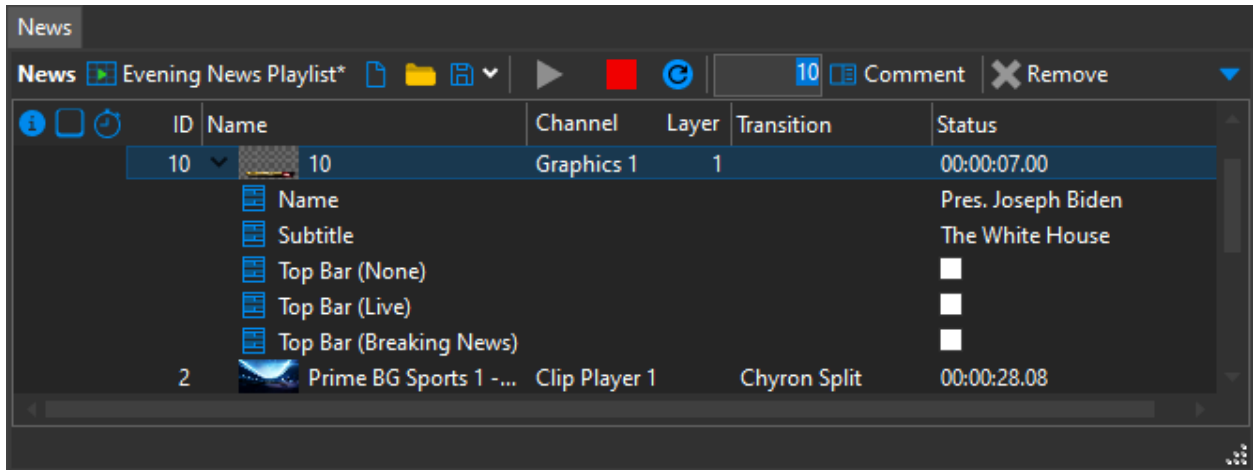 News
News Evening News Playlist* 10 Comment Remove
ID Name Channel Layer Transition Status
10 10 Graphics 1 1 00:00:07.00
Name Pres. Joseph Biden
Subtitle The White House
Top Bar (None)
Top Bar (Live)
Top Bar (Breaking News)
2 Prime BG Sports 1 -... Clip Player 1 Chyron Split 00:00:28.08